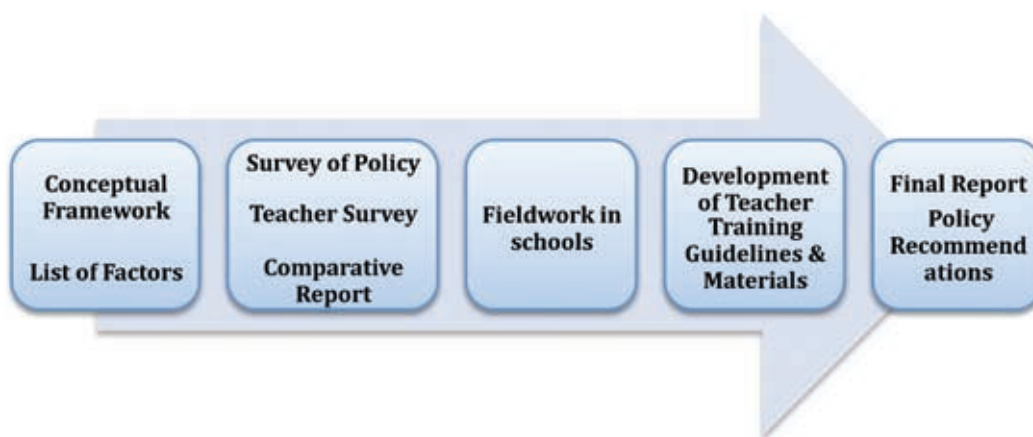 Conceptual
Framework
List of Factors
Survey of Policy
Teacher Survey
Comparative
Report
Fieldwork in
schools
Development
of Teacher
Training
Guidelines &
Materials
Final Report
Policy
Recommend
ations